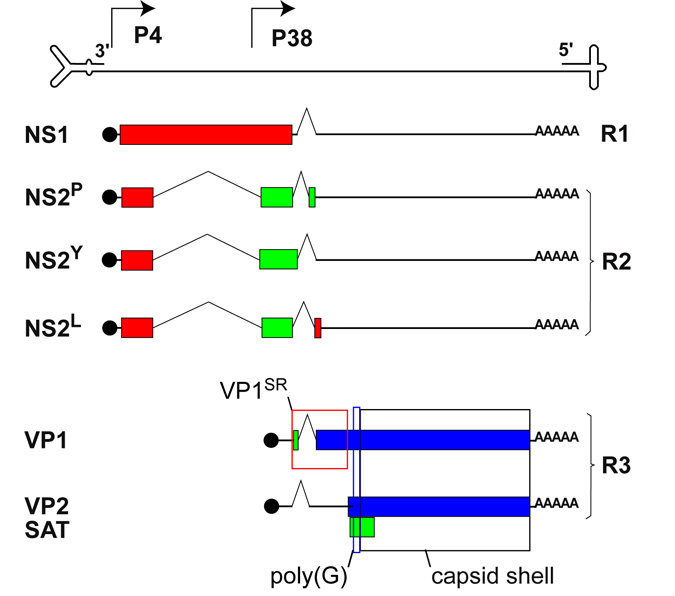 P4
P38
3'
5'
NS1 AAAAA R1
NS2P AAAAA
NS2Y AAAAA R2
NS2L AAAAA
VP1SR
VP1 AAAAA
R3
VP2 AAAAA
SAT
poly(G) capsid shell